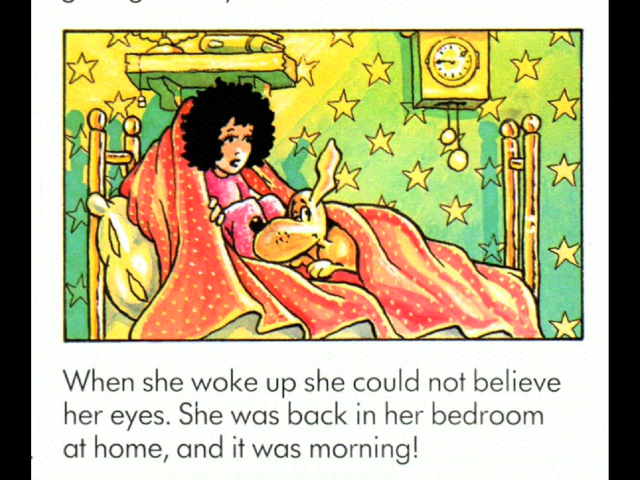 When she woke up she could not believe
her eyes. She was back in her bedroom
at home, and it was morning!